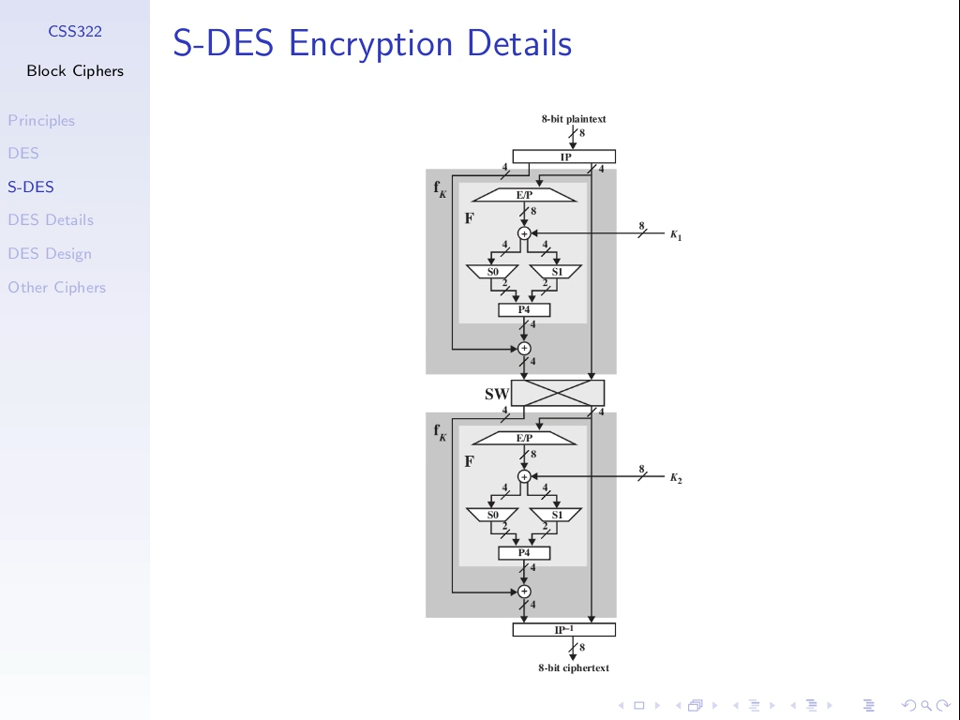 CSS322
Block Ciphers
Principles
DES
S-DES
DES Details
DES Design
Other Ciphers
S-DES Encryption Details
8-bit plaintext
8
IP
4 4
fK
E/P
F
8
8
+
K1
4 4
S0 S1
2 2
P4
4
+
4
SW
4 4
fK
E/P
F
8
8
+
K2
4 4
S0 S1
2 2
P4
4
+
4
IP–1
8
8-bit ciphertext